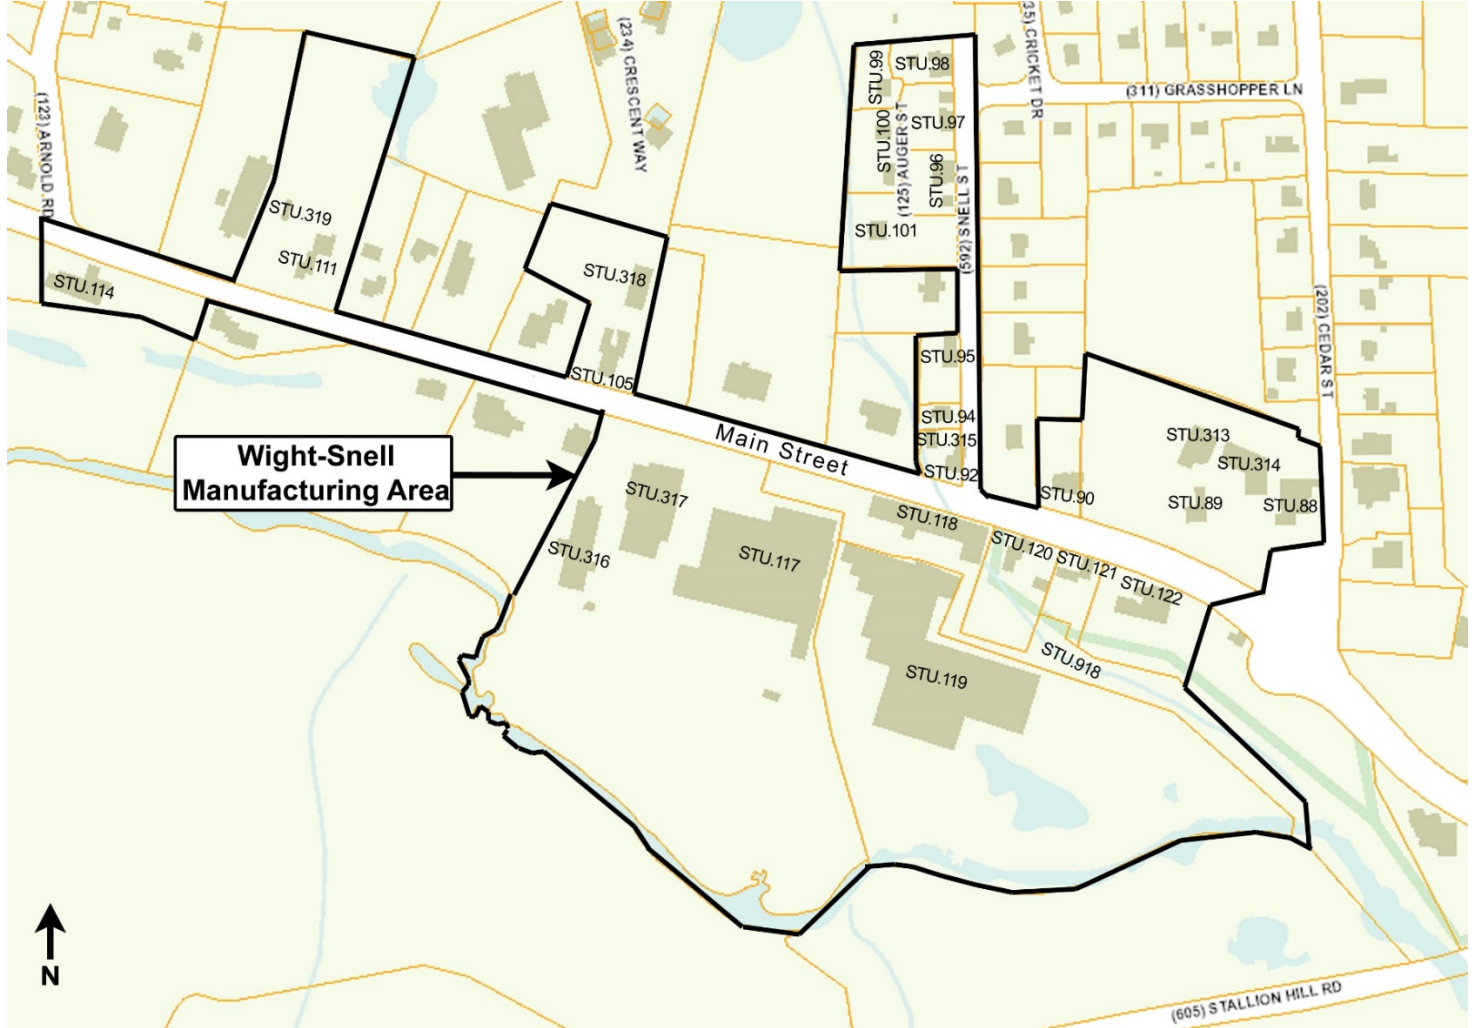 (123) ARNOLD RD
(234) CRESCENT WAY
(311) GRASSHOPPER LN
(125) AUGER ST
(592) SNELL ST
(202) CEDAR ST
STU.99
STU.98
STU.100
STU.97
STU.96
STU.101
STU.319
STU.111
STU.114
STU.318
STU.105
STU.95
STU.94
STU.315
STU.92
Main Street
STU.313
STU.314
STU.90
STU.89
STU.88
Wight-Snell
Manufacturing Area
STU.317
STU.316
STU.117
STU.118
STU.120
STU.121
STU.122
STU.918
STU.119
N
(605) STALLION HILL RD
35) CRICKET DR